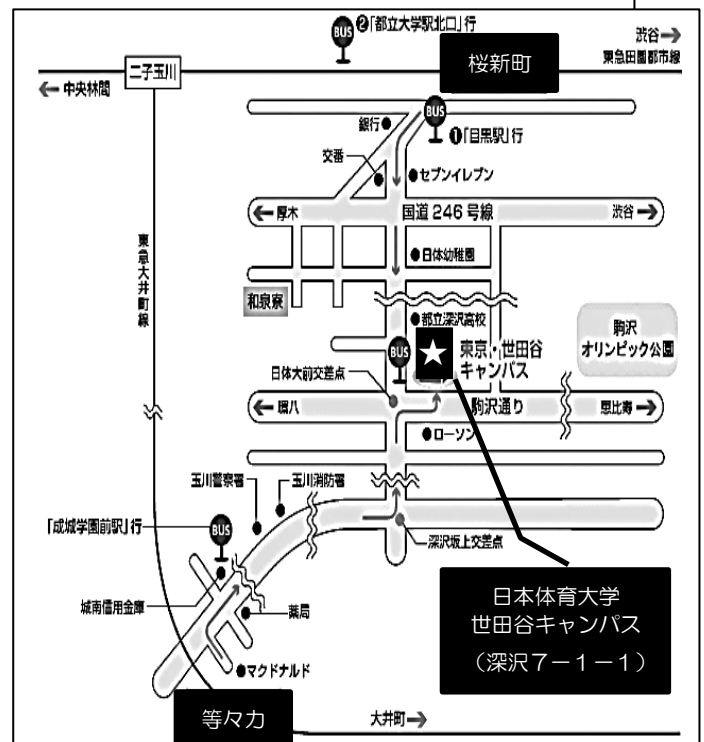 ❷「都立大学駅北口」行
BUS
渋谷→
東急田園都市線
桜新町
二子玉川
←中央林間
銀行
BUS
❶「目黒駅」行
交番
セブンイレブン
←厚木
国道246号線
渋谷→
東急大井町線
日体幼稚園
和泉寮
都立深沢高校
駒沢
オリンピック公園
BUS
東京・世田谷
キャンパス
日体大前交差点
←環八
駒沢通り
恵比寿→
ローソン
玉川警察署
玉川消防署
「成城学園前駅」行
BUS
深沢坂上交差点
城南信用金庫
薬局
日本体育大学
世田谷キャンパス
（深沢７－１－１）
マクドナルド
等々力
大井町→